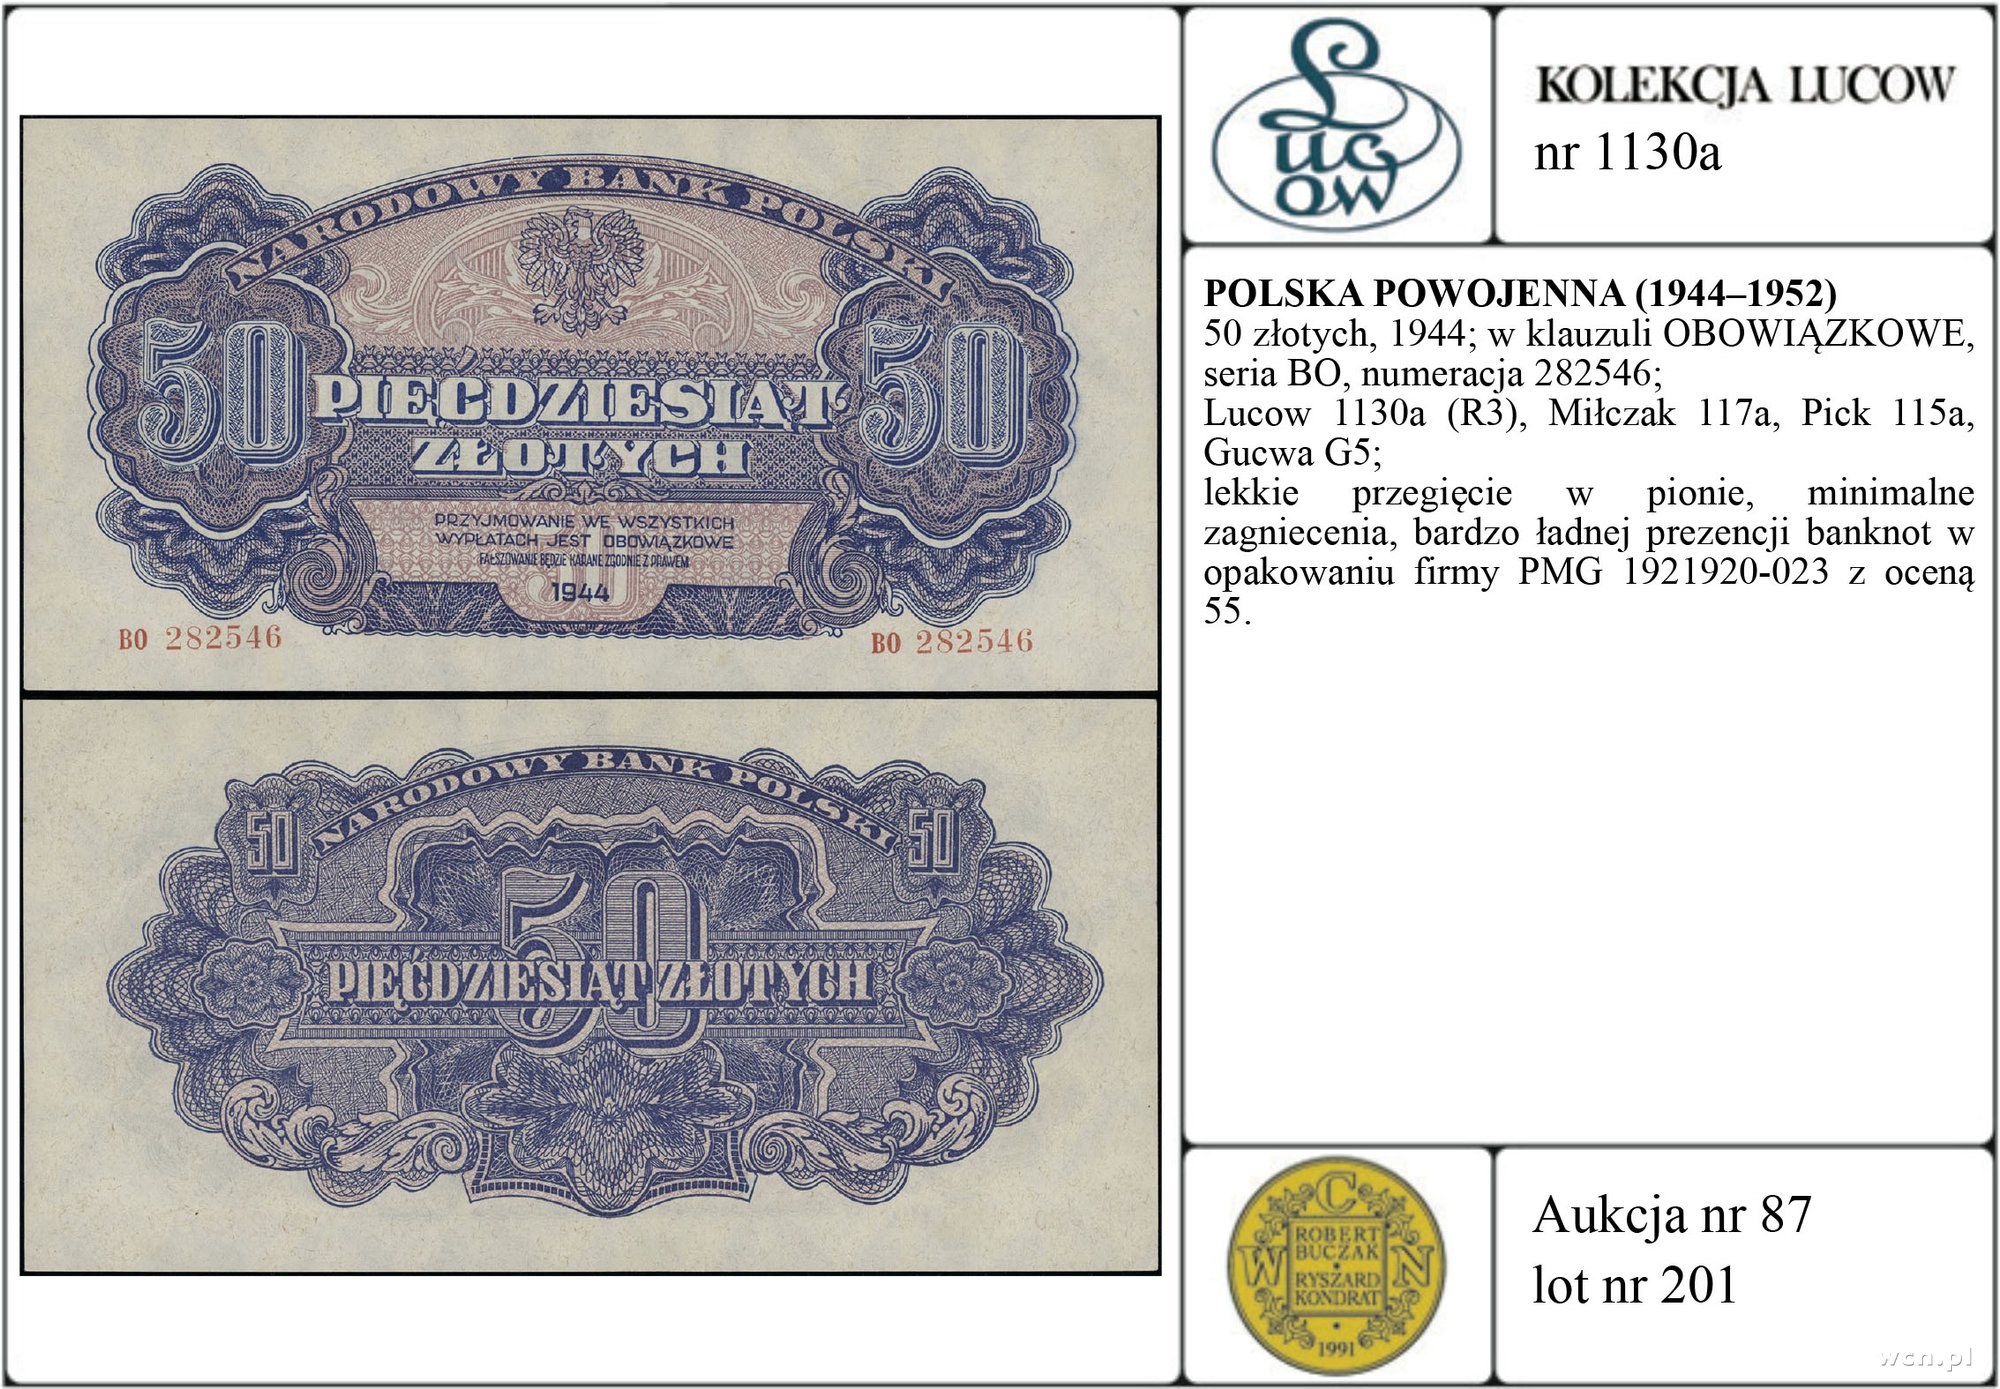 NARODOWY BANK POLSKI
50 50
PIĘĆDZIESIĄT
ZŁOTYCH
PRZYJMOWANIE WE WSZYSTKICH
WYPŁATACH JEST OBOWIĄZKOWE
FAŁSZOWANIE BĘDZIE KARANE ZGODNIE Z PRAWEM
1944
BO 282546 BO 282546
NARODOWY BANK POLSKI
50 50
50
PIĘĆDZIESIĄT ZŁOTYCH
Lucow
KOLEKCJA LUCOW
nr 1130a
POLSKA POWOJENNA (1944–1952)
50 złotych, 1944; w klauzuli OBOWIĄZKOWE,
seria BO, numeracja 282546;
Lucow 1130a (R3), Miłczak 117a, Pick 115a,
Gucwa G5;
lekkie przegięcie w pionie, minimalne
zagniecenia, bardzo ładnej prezencji banknot w
opakowaniu firmy PMG 1921920-023 z oceną
55.
C
W N
ROBERT
BUCZAK
RYSZARD
KONDRAT
1991
Aukcja nr 87
lot nr 201
wcn.pl